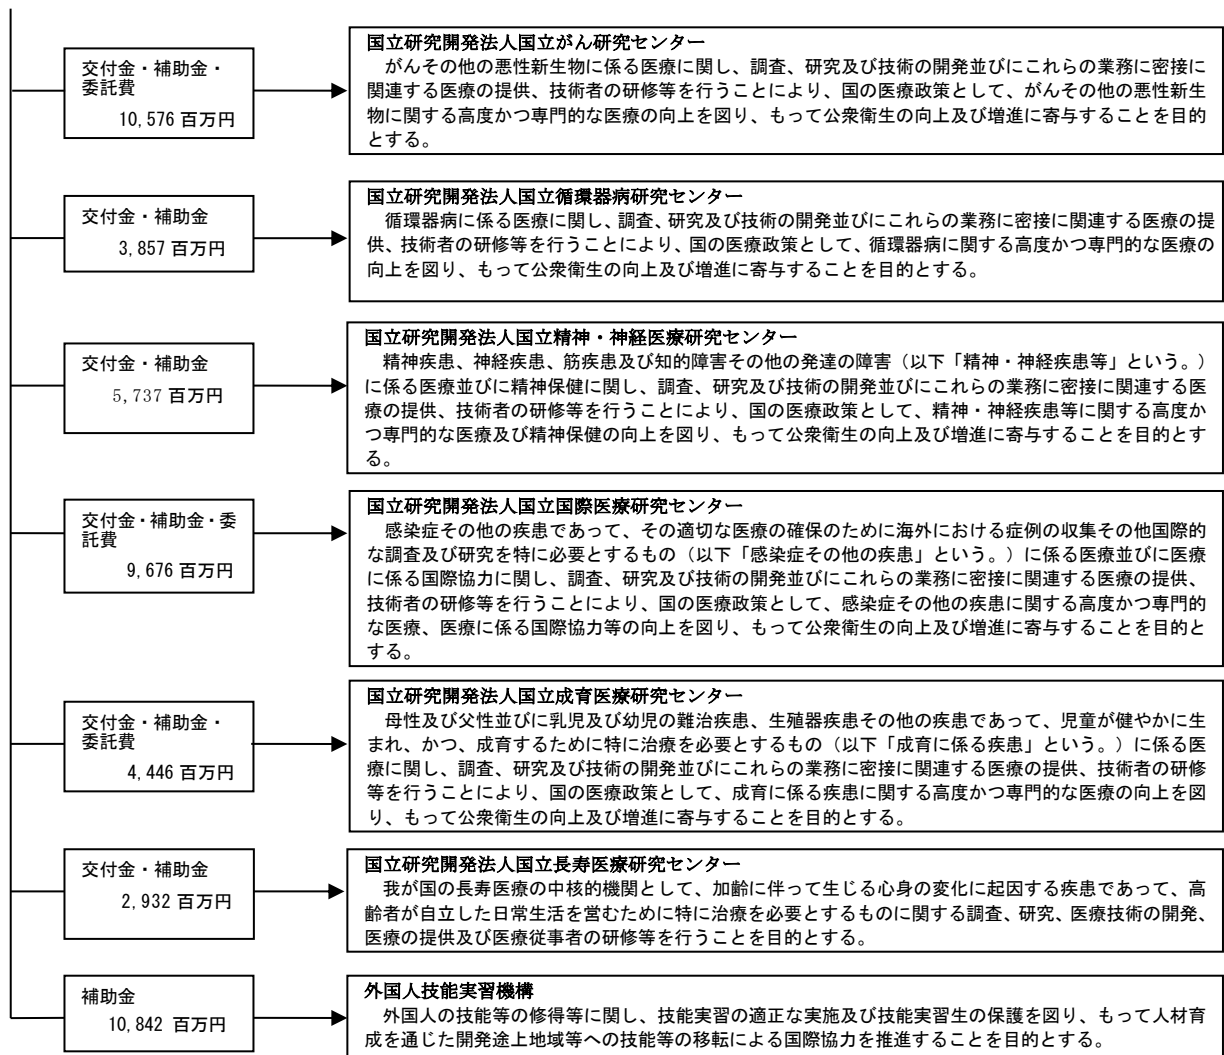 交付金・補助金・
委託費
10,576 百万円
国立研究開発法人国立がん研究センター
がんその他の悪性新生物に係る医療に関し、調査、研究及び技術の開発並びにこれらの業務に密接に
関連する医療の提供、技術者の研修等を行うことにより、国の医療政策として、がんその他の悪性新生
物に関する高度かつ専門的な医療の向上を図り、もって公衆衛生の向上及び増進に寄与することを目的
とする。
交付金・補助金
3,857 百万円
国立研究開発法人国立循環器病研究センター
循環器病に係る医療に関し、調査、研究及び技術の開発並びにこれらの業務に密接に関連する医療の提
供、技術者の研修等を行うことにより、国の医療政策として、循環器病に関する高度かつ専門的な医療の
向上を図り、もって公衆衛生の向上及び増進に寄与することを目的とする。
交付金・補助金
5,737 百万円
国立研究開発法人国立精神・神経医療研究センター
精神疾患、神経疾患、筋疾患及び知的障害その他の発達の障害(以下「精神・神経疾患等」という。)
に係る医療並びに精神保健に関し、調査、研究及び技術の開発並びにこれらの業務に密接に関連する医
療の提供、技術者の研修等を行うことにより、国の医療政策として、精神・神経疾患等に関する高度か
つ専門的な医療及び精神保健の向上を図り、もって公衆衛生の向上及び増進に寄与することを目的とす
る。
交付金・補助金・委
託費
9,676 百万円
国立研究開発法人国立国際医療研究センター
感染症その他の疾患であって、その適切な医療の確保のために海外における症例の収集その他国際的
な調査及び研究を特に必要とするもの(以下「感染症その他の疾患」という。)に係る医療並びに医療
に係る国際協力に関し、調査、研究及び技術の開発並びにこれらの業務に密接に関連する医療の提供、
技術者の研修等を行うことにより、国の医療政策として、感染症その他の疾患に関する高度かつ専門的
な医療、医療に係る国際協力等の向上を図り、もって公衆衛生の向上及び増進に寄与することを目的と
する。
交付金・補助金・
委託費
4,446 百万円
国立研究開発法人国立成育医療研究センター
母性及び父性並びに乳児及び幼児の難治疾患、生殖器疾患その他の疾患であって、児童が健やかに生
まれ、かつ、成育するために特に治療を必要とするもの(以下「成育に係る疾患」という。)に係る医
療に関し、調査、研究及び技術の開発並びにこれらの業務に密接に関連する医療の提供、技術者の研修
等を行うことにより、国の医療政策として、成育に係る疾患に関する高度かつ専門的な医療の向上を図
り、もって公衆衛生の向上及び増進に寄与することを目的とする。
交付金・補助金
2,932 百万円
国立研究開発法人国立長寿医療研究センター
我が国の長寿医療の中核的機関として、加齢に伴って生じる心身の変化に起因する疾患であって、高
齢者が自立した日常生活を営むために特に治療を必要とするものに関する調査、研究、医療技術の開発、
医療の提供及び医療従事者の研修等を行うことを目的とする。
補助金
10,842 百万円
外国人技能実習機構
外国人の技能等の修得等に関し、技能実習の適正な実施及び技能実習生の保護を図り、もって人材育
成を通じた開発途上地域等への技能等の移転による国際協力を推進することを目的とする。